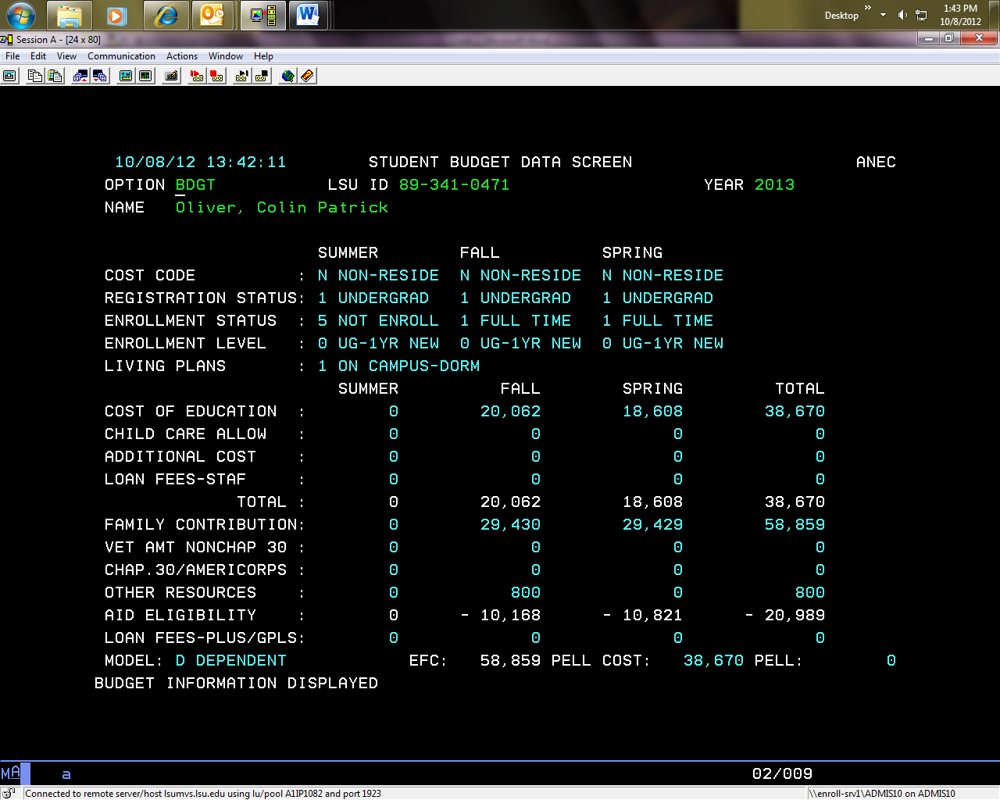 Desktop » 1:43 PM
10/8/2012
Session A - [24 x 80]
File Edit View Communication Actions Window Help
10/08/12 13:42:11 STUDENT BUDGET DATA SCREEN ANEC
OPTION BDGT LSU ID 89-341-0471 YEAR 2013
NAME Oliver, Colin Patrick
SUMMER FALL SPRING
COST CODE : N NON-RESIDE N NON-RESIDE N NON-RESIDE
REGISTRATION STATUS: 1 UNDERGRAD 1 UNDERGRAD 1 UNDERGRAD
ENROLLMENT STATUS : 5 NOT ENROLL 1 FULL TIME 1 FULL TIME
ENROLLMENT LEVEL : 0 UG-1YR NEW 0 UG-1YR NEW 0 UG-1YR NEW
LIVING PLANS : 1 ON CAMPUS-DORM
SUMMER FALL SPRING TOTAL
COST OF EDUCATION : 0 20,062 18,608 38,670
CHILD CARE ALLOW : 0 0 0 0
ADDITIONAL COST : 0 0 0 0
LOAN FEES-STAF : 0 0 0 0
TOTAL : 0 20,062 18,608 38,670
FAMILY CONTRIBUTION: 0 29,430 29,429 58,859
VET AMT NONCHAP 30 : 0 0 0 0
CHAP.30/AMERICORPS : 0 0 0 0
OTHER RESOURCES : 0 800 0 800
AID ELIGIBILITY : 0 - 10,168 - 10,821 - 20,989
LOAN FEES-PLUS/GPLS: 0 0 0 0
MODEL: D DEPENDENT EFC: 58,859 PELL COST: 38,670 PELL: 0
BUDGET INFORMATION DISPLAYED
MA a 02/009
Connected to remote server/host lsumvs.lsu.edu using lu/pool A1IP1082 and port 1923 \\enroll-srv1\ADMIS10 on ADMIS10